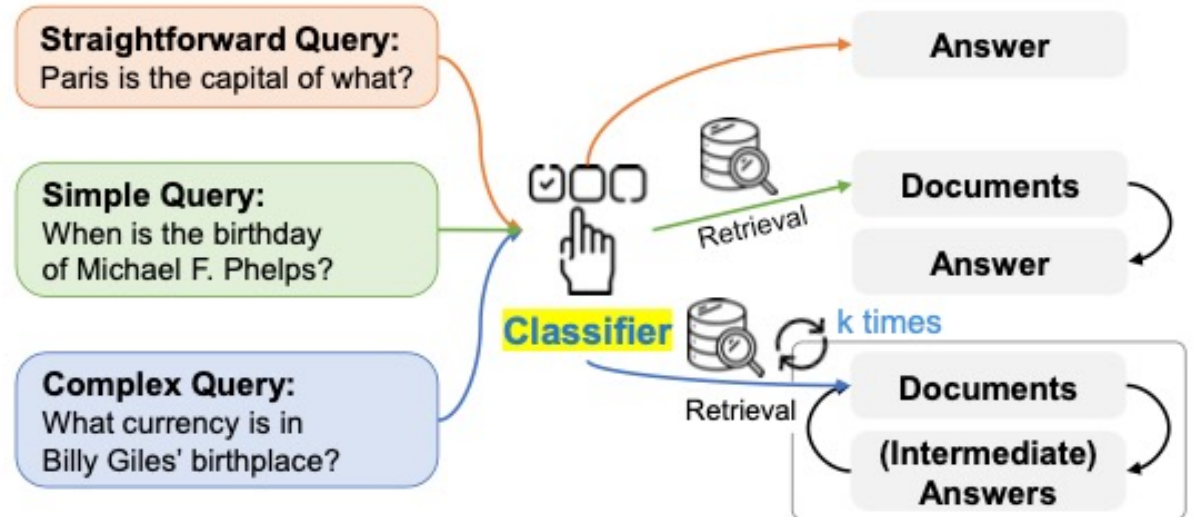 Straightforward Query:
Paris is the capital of what?
Simple Query:
When is the birthday
of Michael F. Phelps?
Complex Query:
What currency is in
Billy Giles’ birthplace?
Classifier
Answer
Retrieval
Documents
Answer
Retrieval
k times
Documents
(Intermediate)
Answers